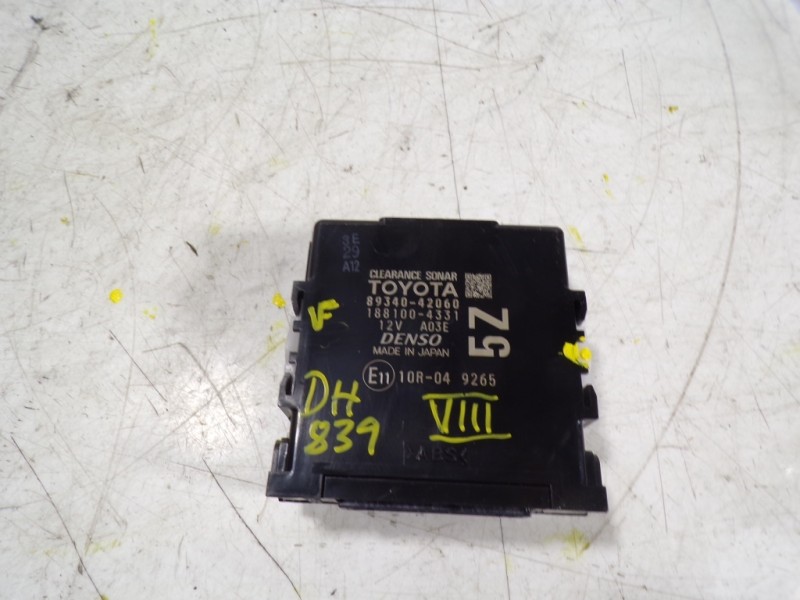 3E
29
A12
CLEARANCE SONAR
TOYOTA
89340-42060
188100-4331
12V A03E
DENSO
MADE IN JAPAN
5Z
E11 10R-04 9265
VF
DH
839
VIII